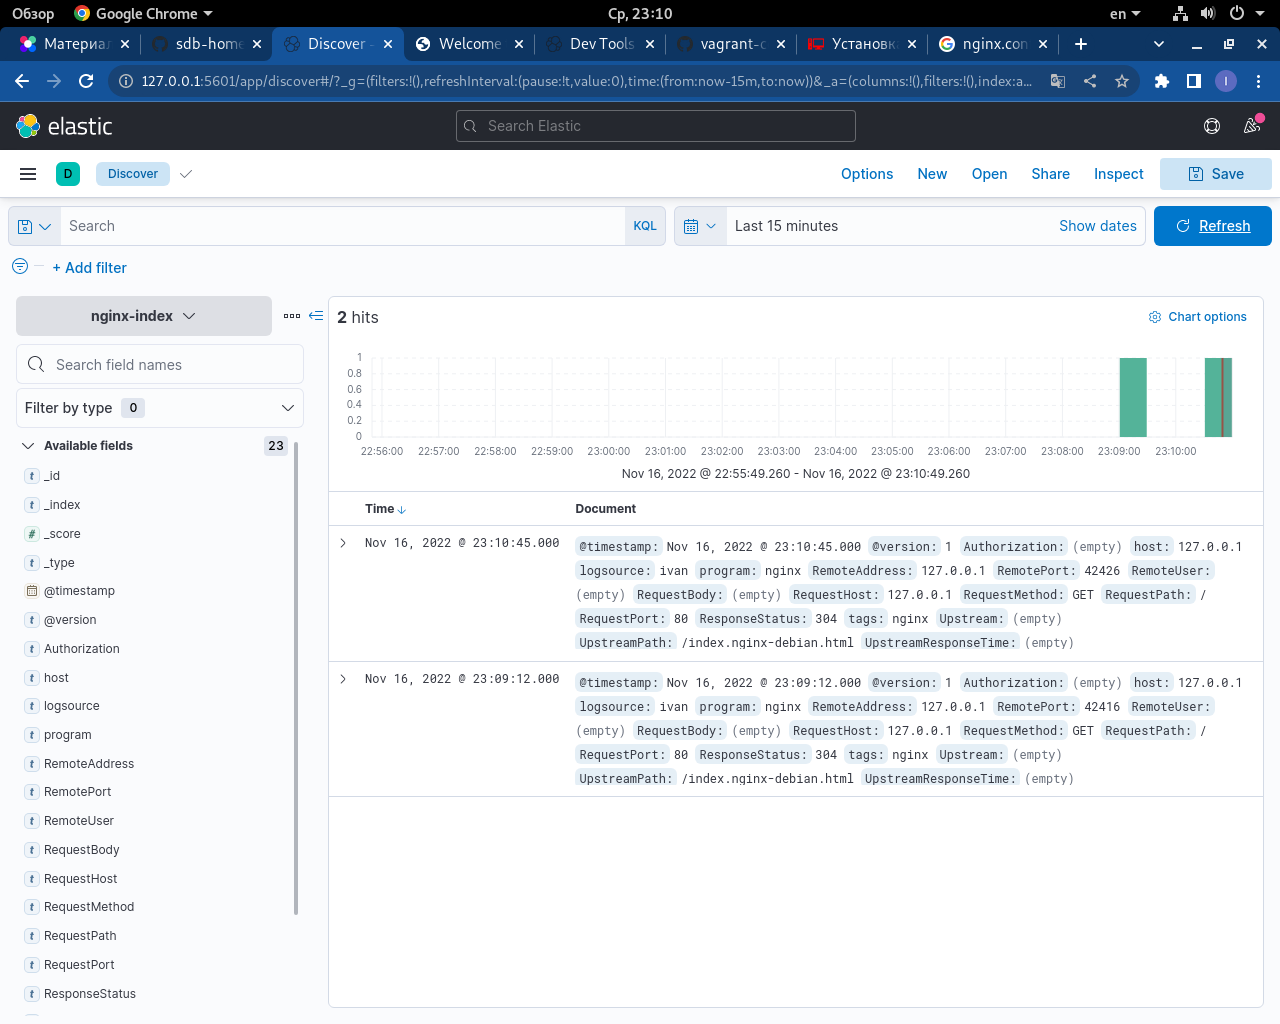 Обзор Google Chrome Ср, 23:10 en
Материал sdb-home Discover - Welcome Dev Tools vagrant-c Установка nginx.con
127.0.0.1:5601/app/discover#/?_g=(filters:!(),refreshInterval:(pause:!t,value:0),time:(from:now-15m,to:now))&_a=(columns:!(),filters:!(),index:a... I
elastic Search Elastic
D Discover Options New Open Share Inspect Save
Search KQL Last 15 minutes Show dates Refresh
+ Add filter
nginx-index
Search field names
Filter by type 0
Available fields 23
t _id
t _index
# _score
t _type
@timestamp
t @version
t Authorization
t host
t logsource
t program
t RemoteAddress
t RemotePort
t RemoteUser
t RequestBody
t RequestHost
t RequestMethod
t RequestPath
t RequestPort
t ResponseStatus
2 hits Chart options
1
0.8
0.6
0.4
0.2
0
22:56:00 22:57:00 22:58:00 22:59:00 23:00:00 23:01:00 23:02:00 23:03:00 23:04:00 23:05:00 23:06:00 23:07:00 23:08:00 23:09:00 23:10:00
Nov 16, 2022 @ 22:55:49.260 - Nov 16, 2022 @ 23:10:49.260
Time Document
Nov 16, 2022 @ 23:10:45.000 @timestamp: Nov 16, 2022 @ 23:10:45.000 @version: 1 Authorization: (empty) host: 127.0.0.1
logsource: ivan program: nginx RemoteAddress: 127.0.0.1 RemotePort: 42426 RemoteUser:
(empty) RequestBody: (empty) RequestHost: 127.0.0.1 RequestMethod: GET RequestPath: /
RequestPort: 80 ResponseStatus: 304 tags: nginx Upstream: (empty)
UpstreamPath: /index.nginx-debian.html UpstreamResponseTime: (empty)
Nov 16, 2022 @ 23:09:12.000 @timestamp: Nov 16, 2022 @ 23:09:12.000 @version: 1 Authorization: (empty) host: 127.0.0.1
logsource: ivan program: nginx RemoteAddress: 127.0.0.1 RemotePort: 42416 RemoteUser:
(empty) RequestBody: (empty) RequestHost: 127.0.0.1 RequestMethod: GET RequestPath: /
RequestPort: 80 ResponseStatus: 304 tags: nginx Upstream: (empty)
UpstreamPath: /index.nginx-debian.html UpstreamResponseTime: (empty)